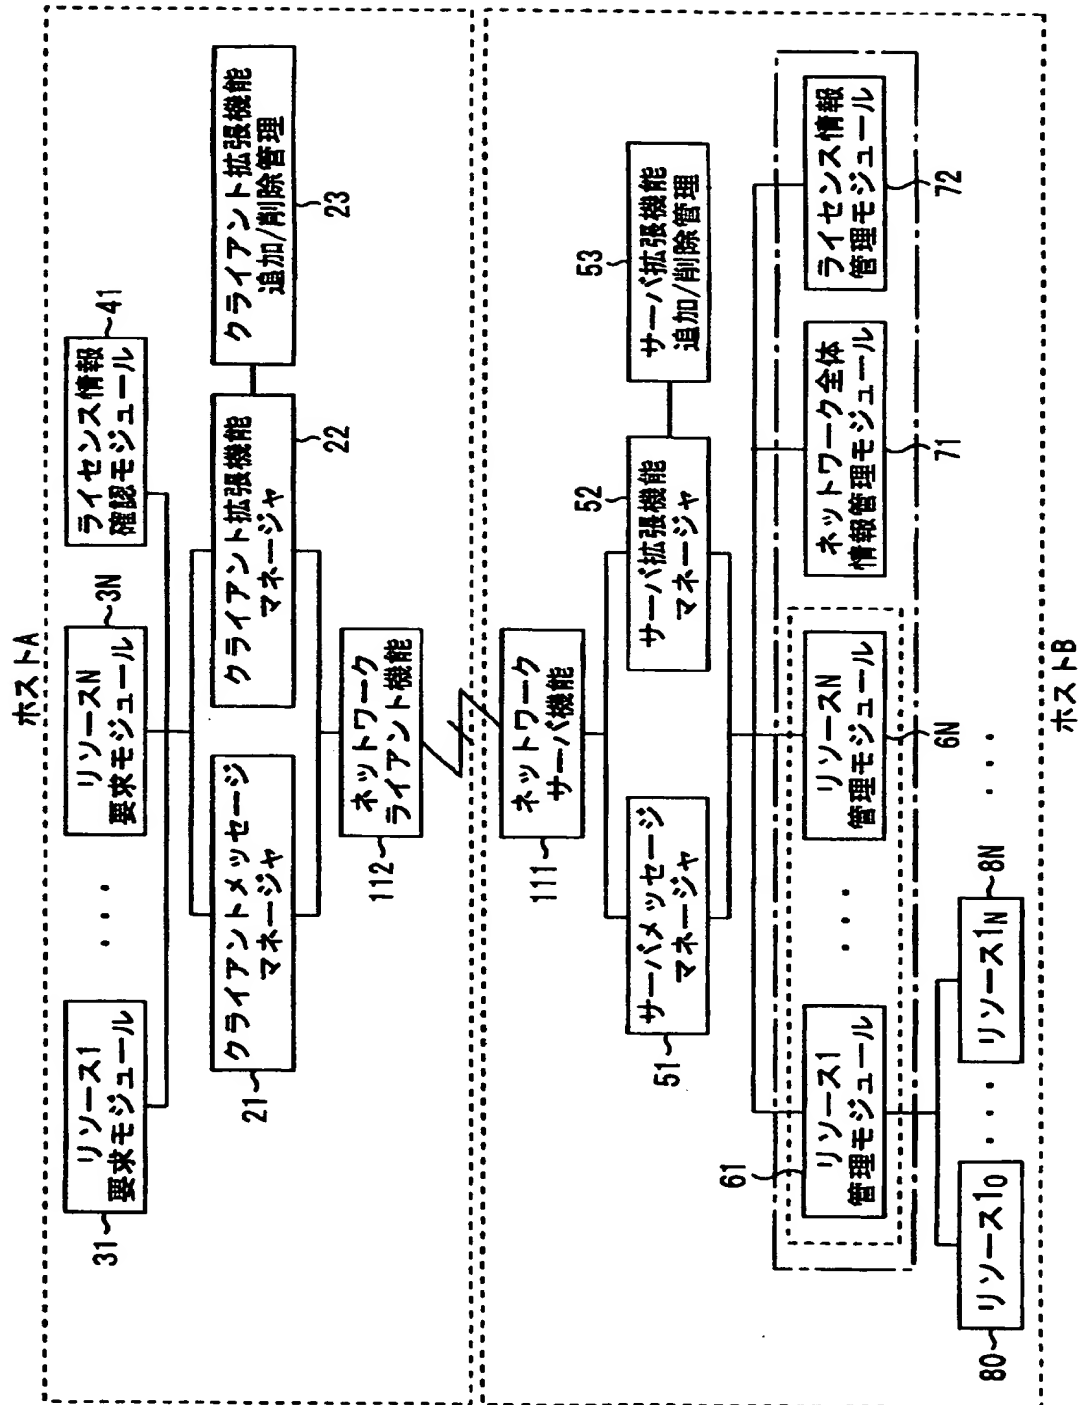 ホストA
リソース1
要求モジュール
31
・・・
リソースN
要求モジュール
3N
ライセンス情報
確認モジュール
41
クライアントメッセージ
マネージャ
21
クライアント拡張機能
マネージャ
22
クライアント拡張機能
追加/削除管理
23
ネットワーク
ライアント機能
112
ネットワーク
サーバ機能
111
サーバメッセージ
マネージャ
51
サーバ拡張機能
マネージャ
52
サーバ拡張機能
追加/削除管理
53
リソース1
管理モジュール
61
・・・
リソースN
管理モジュール
6N
ネットワーク全体
情報管理モジュール
71
ライセンス情報
管理モジュール
72
リソース10
80
・・・
リソース1N
8N
・・・
ホストB